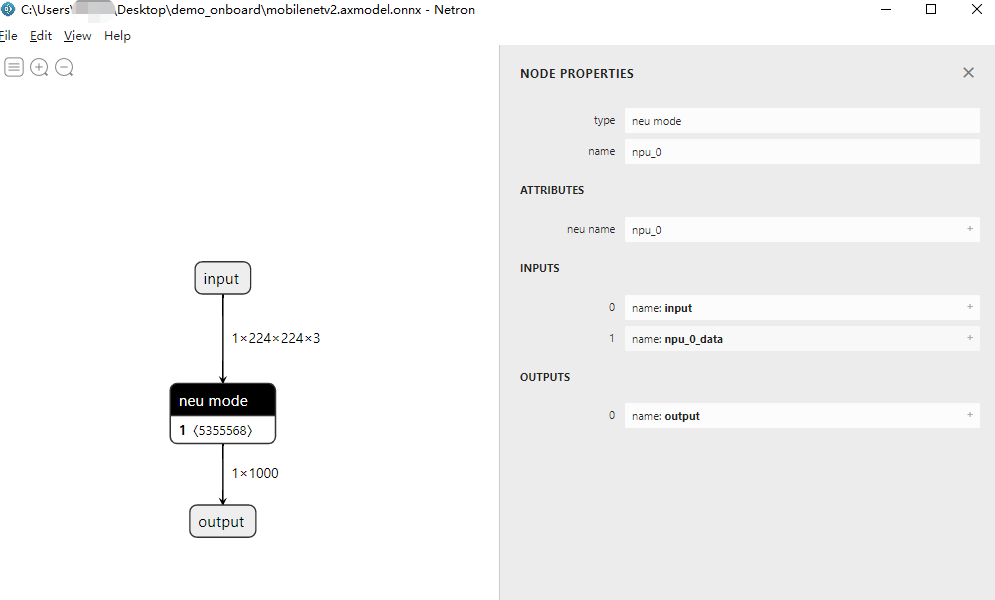 C:\Users\ \Desktop\demo_onboard\mobilenetv2.axmodel.onnx - Netron
File Edit View Help
input
1×224×224×3
neu mode
1 〈5355568〉
1×1000
output
NODE PROPERTIES
type neu mode
name npu_0
ATTRIBUTES
neu name npu_0 +
INPUTS
0 name: input +
1 name: npu_0_data +
OUTPUTS
0 name: output +